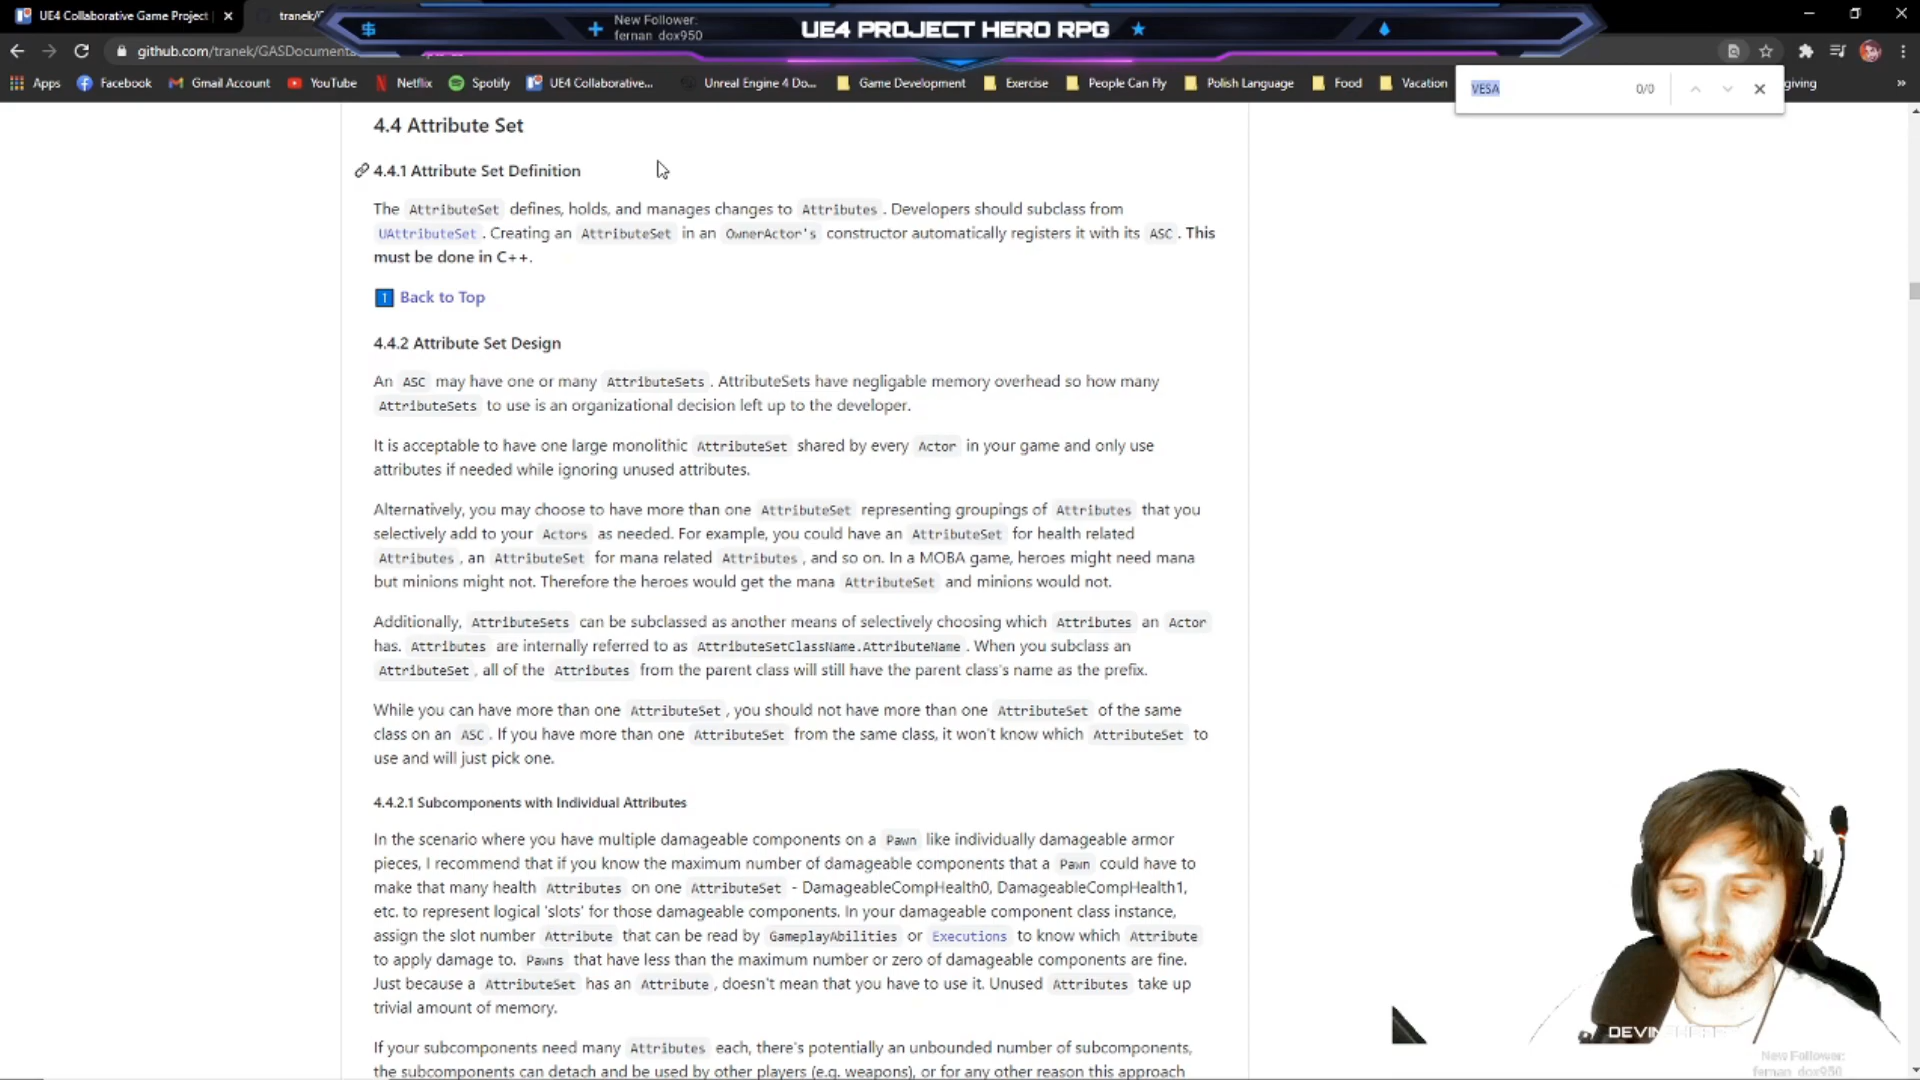 UE4 Collaborative Game Project
tranek/G
New Follower:
fernan_dox950
UE4 PROJECT HERO RPG
github.com/tranek/GASDocumenta
Apps
Facebook
Gmail Account
YouTube
Netflix
Spotify
UE4 Collaborative...
Unreal Engine 4 Do...
Game Development
Exercise
People Can Fly
Polish Language
Food
Vacation
giving
VESA
0/0
4.4 Attribute Set
4.4.1 Attribute Set Definition
The AttributeSet defines, holds, and manages changes to Attributes . Developers should subclass from
UAttributeSet . Creating an AttributeSet in an OwnerActor's constructor automatically registers it with its ASC . This
must be done in C++.
Back to Top
4.4.2 Attribute Set Design
An ASC may have one or many AttributeSets . AttributeSets have negligable memory overhead so how many
AttributeSets to use is an organizational decision left up to the developer.
It is acceptable to have one large monolithic AttributeSet shared by every Actor in your game and only use
attributes if needed while ignoring unused attributes.
Alternatively, you may choose to have more than one AttributeSet representing groupings of Attributes that you
selectively add to your Actors as needed. For example, you could have an AttributeSet for health related
Attributes , an AttributeSet for mana related Attributes , and so on. In a MOBA game, heroes might need mana
but minions might not. Therefore the heroes would get the mana AttributeSet and minions would not.
Additionally, AttributeSets can be subclassed as another means of selectively choosing which Attributes an Actor
has. Attributes are internally referred to as AttributeSetClassName.AttributeName . When you subclass an
AttributeSet , all of the Attributes from the parent class will still have the parent class's name as the prefix.
While you can have more than one AttributeSet , you should not have more than one AttributeSet of the same
class on an ASC . If you have more than one AttributeSet from the same class, it won't know which AttributeSet to
use and will just pick one.
4.4.2.1 Subcomponents with Individual Attributes
In the scenario where you have multiple damageable components on a Pawn like individually damageable armor
pieces, I recommend that if you know the maximum number of damageable components that a Pawn could have to
make that many health Attributes on one AttributeSet - DamageableCompHealth0, DamageableCompHealth1,
etc. to represent logical 'slots' for those damageable components. In your damageable component class instance,
assign the slot number Attribute that can be read by GameplayAbilities or Executions to know which Attribute
to apply damage to. Pawns that have less than the maximum number or zero of damageable components are fine.
Just because a AttributeSet has an Attribute , doesn't mean that you have to use it. Unused Attributes take up
trivial amount of memory.
If your subcomponents need many Attributes each, there's potentially an unbounded number of subcomponents,
the subcomponents can detach and be used by other players (e.g. weapons), or for any other reason this approach
New Follower:
fernan_dox950